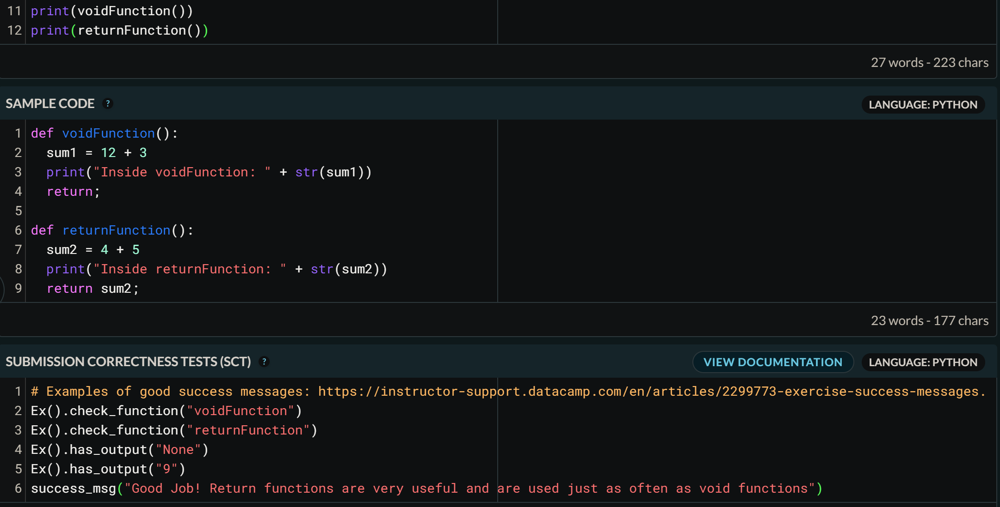 11 print(voidFunction())
12 print(returnFunction())
27 words - 223 chars
SAMPLE CODE ? LANGUAGE: PYTHON
1 def voidFunction():
2   sum1 = 12 + 3
3   print("Inside voidFunction: " + str(sum1))
4   return;
5
6 def returnFunction():
7   sum2 = 4 + 5
8   print("Inside returnFunction: " + str(sum2))
9   return sum2;
23 words - 177 chars
SUBMISSION CORRECTNESS TESTS (SCT) ? VIEW DOCUMENTATION LANGUAGE: PYTHON
1 # Examples of good success messages: https://instructor-support.datacamp.com/en/articles/2299773-exercise-success-messages.
2 Ex().check_function("voidFunction")
3 Ex().check_function("returnFunction")
4 Ex().has_output("None")
5 Ex().has_output("9")
6 success_msg("Good Job! Return functions are very useful and are used just as often as void functions")